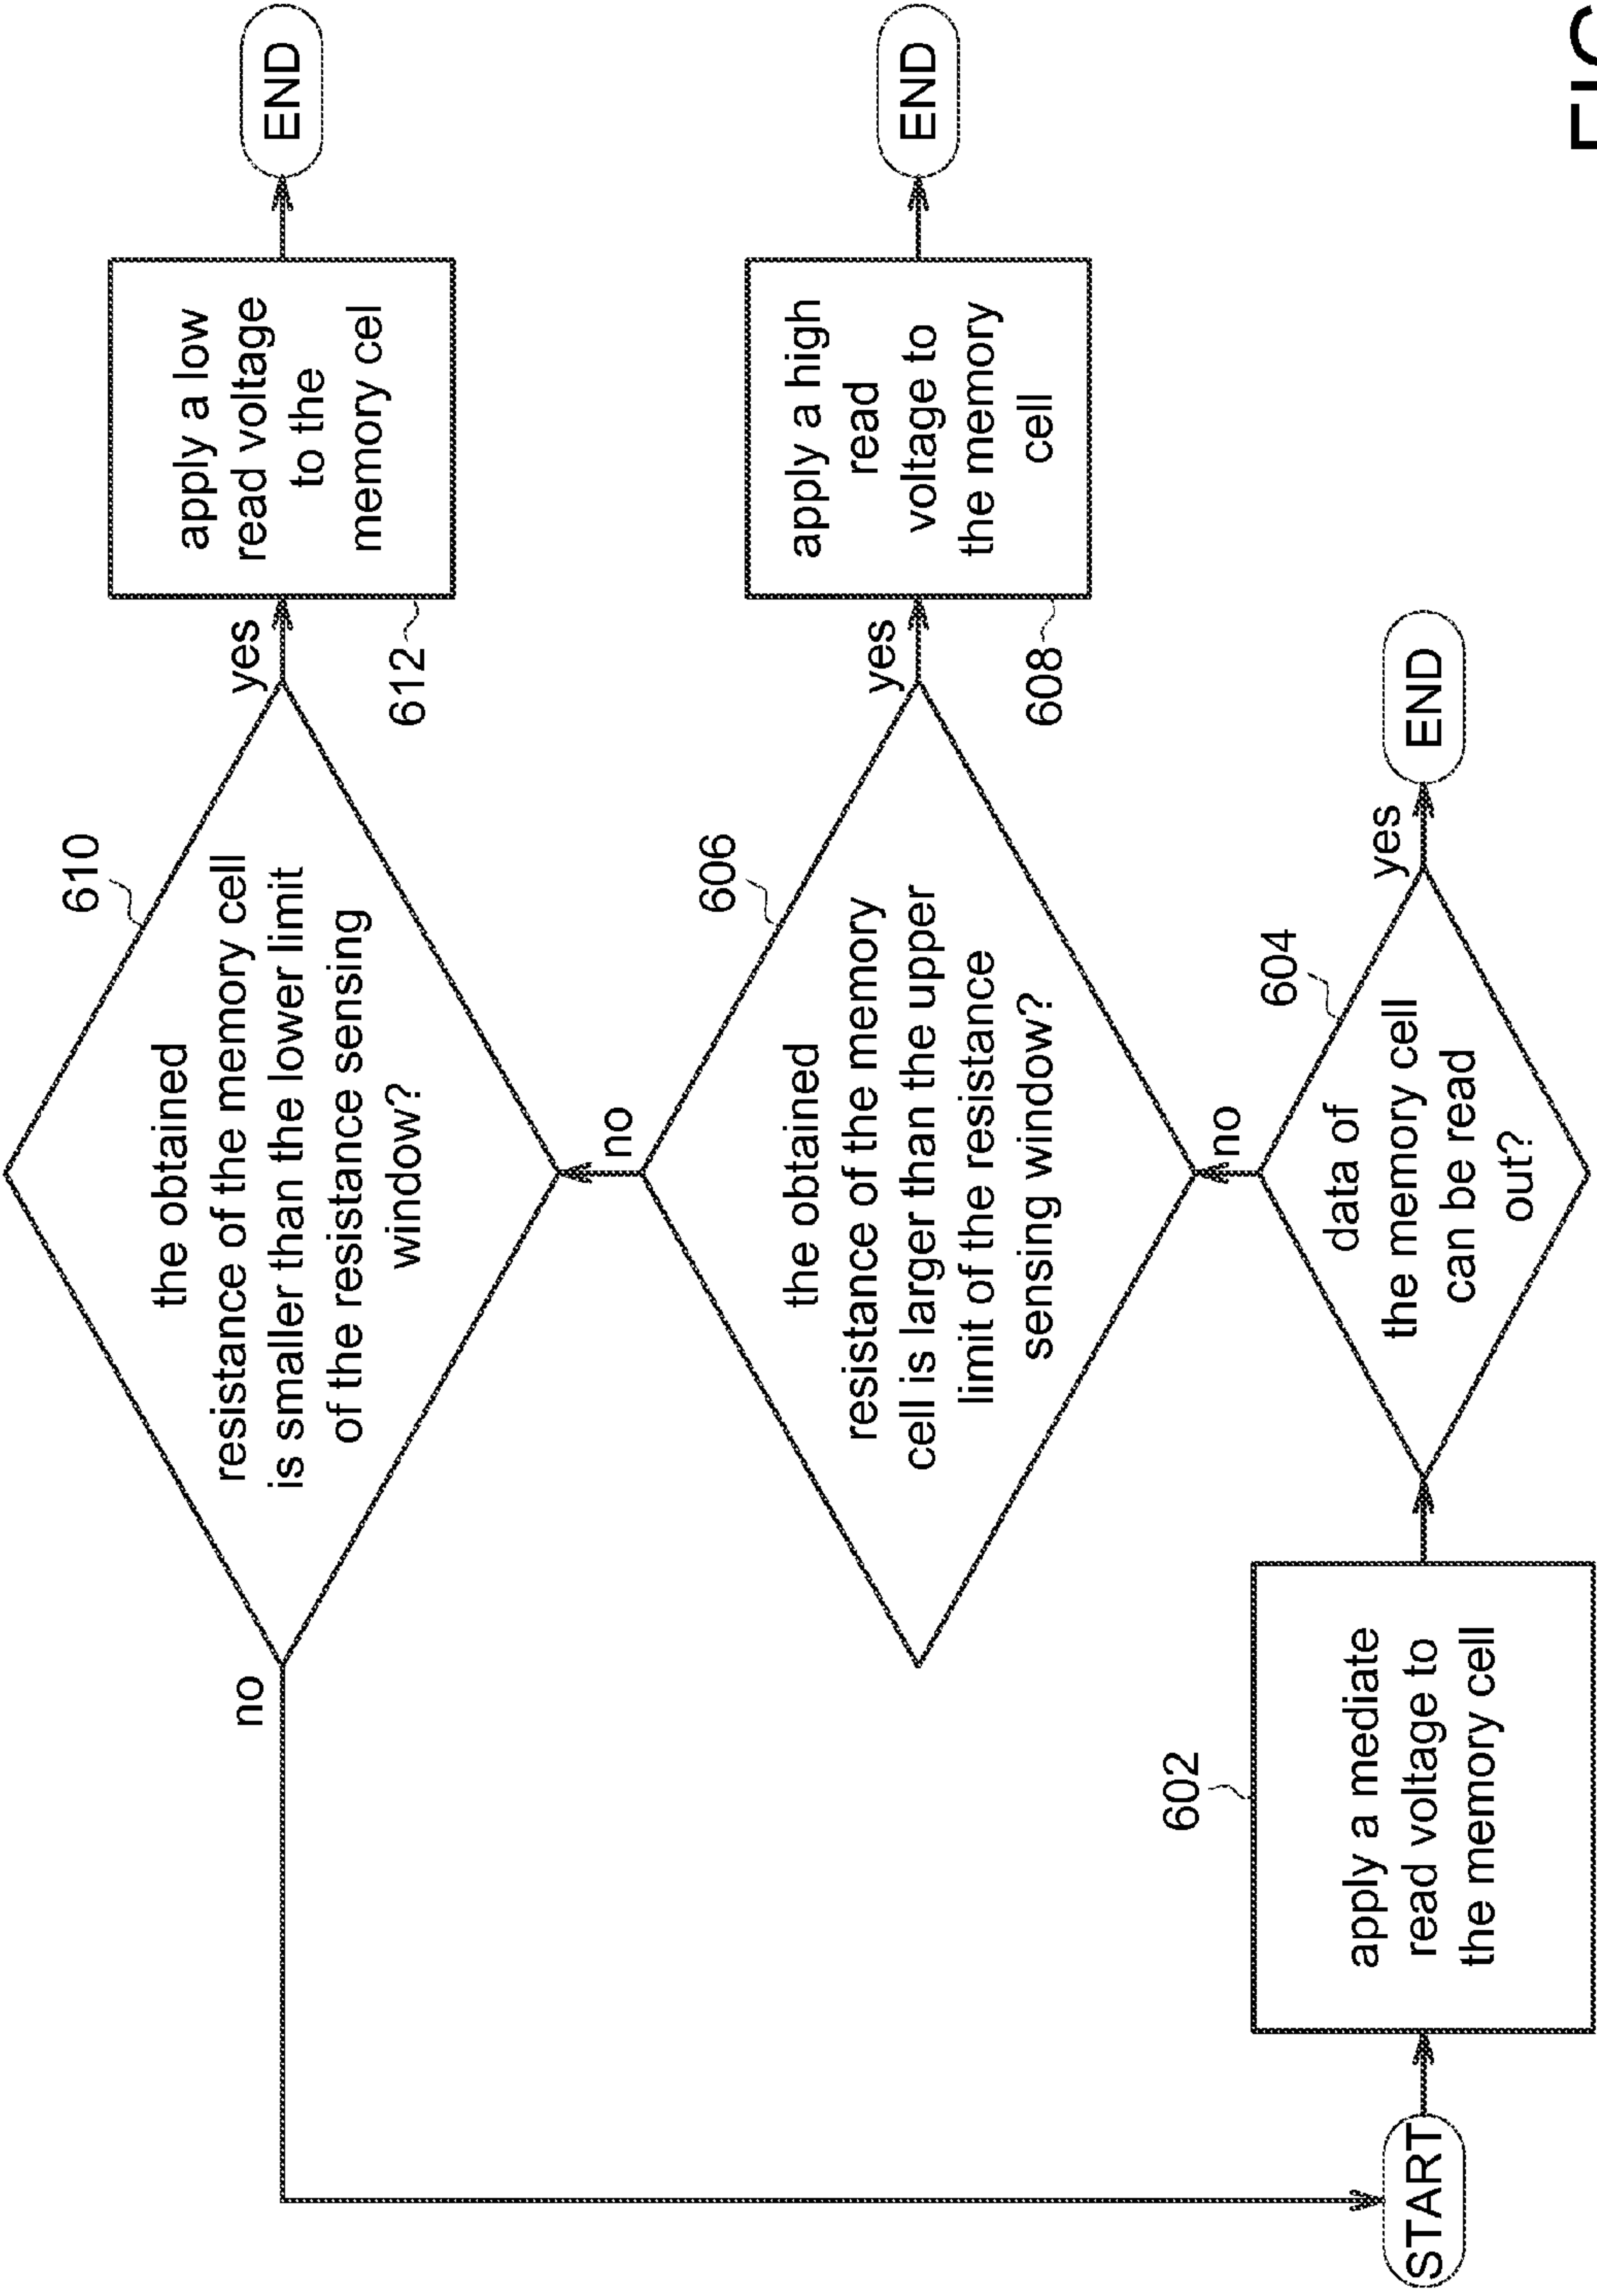 610
the obtained
resistance of the memory cell
is smaller than the lower limit
of the resistance sensing
window?
no
yes
612
apply a low
read voltage
to the
memory cel
END
no
606
the obtained
resistance of the memory
cell is larger than the upper
limit of the resistance
sensing window?
yes
608
apply a high
read
voltage to
the memory
cell
END
no
START
602
apply a mediate
read voltage to
the memory cell
604
data of
the memory cell
can be read
out?
yes
END